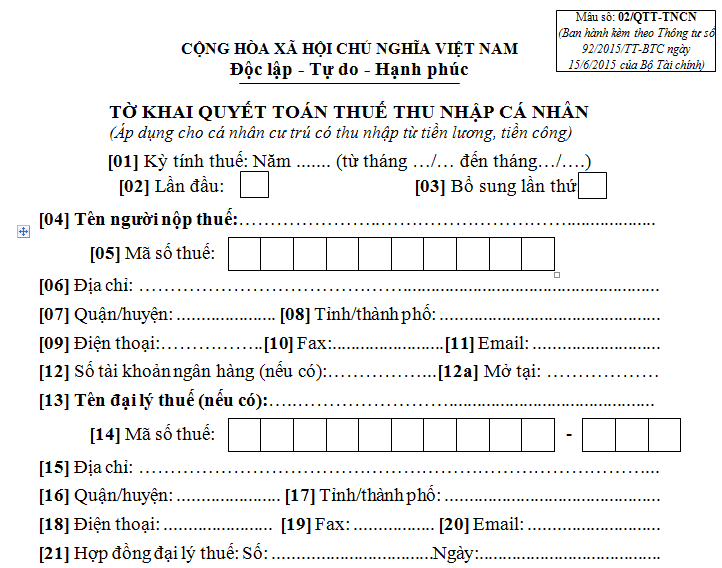 Mẫu số: 02/QTT-TNCN
(Ban hành kèm theo Thông tư số
92/2015/TT-BTC ngày
15/6/2015 của Bộ Tài chính)
CỘNG HÒA XÃ HỘI CHỦ NGHĨA VIỆT NAM
Độc lập - Tự do - Hạnh phúc
TỜ KHAI QUYẾT TOÁN THUẾ THU NHẬP CÁ NHÂN
(Áp dụng cho cá nhân cư trú có thu nhập từ tiền lương, tiền công)
[01] Kỳ tính thuế: Năm ....... (từ tháng …/… đến tháng…/….)
[02] Lần đầu: [03] Bổ sung lần thứ
[04] Tên người nộp thuế:…………………..………………………....................
[05] Mã số thuế:
[06] Địa chỉ: …………………………………...............................................
[07] Quận/huyện: ................... [08] Tỉnh/thành phố: .........................................
[09] Điện thoại:……………..[10] Fax:......................[11] Email: .......................
[12] Số tài khoản ngân hàng (nếu có):……………...[12a] Mở tại: ………………
[13] Tên đại lý thuế (nếu có):…..………………………....................................
[14] Mã số thuế: -
[15] Địa chỉ: …………………………………………………………………...
[16] Quận/huyện: ................... [17] Tỉnh/thành phố: ........................................
[18] Điện thoại: ..................... [19] Fax: ................ [20] Email: .........................
[21] Hợp đồng đại lý thuế: Số: ...............................Ngày:..................................